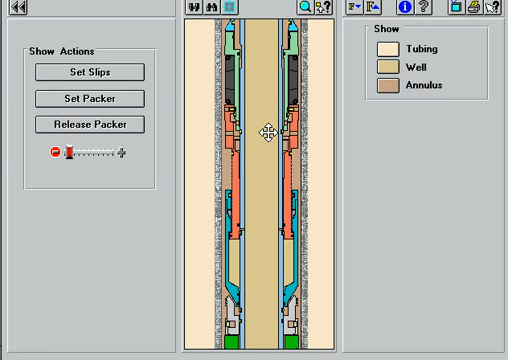 F
F
i
?
?
?
Show Actions
Set Slips
Set Packer
Release Packer
Show
Tubing
Well
Annulus